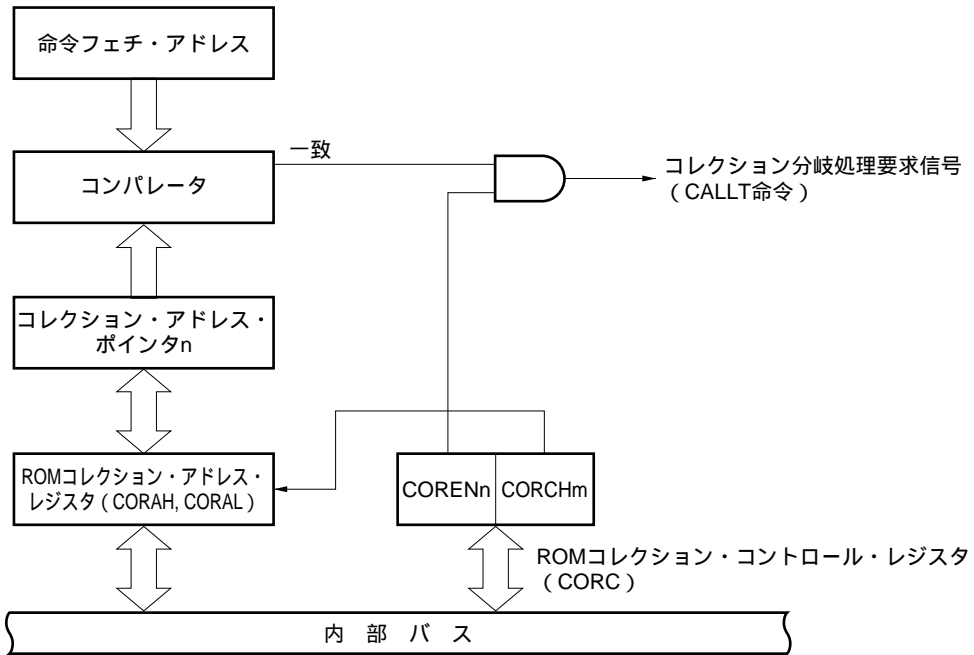 命令フェチ・アドレス
コンパレータ
一致
コレクション分岐処理要求信号
(CALLT命令)
コレクション・アドレス・
ポインタn
ROMコレクション・アドレス・
レジスタ(CORAH, CORAL)
CORENn
CORCHm
ROMコレクション・コントロール・レジスタ
(CORC)
内 部 バ ス